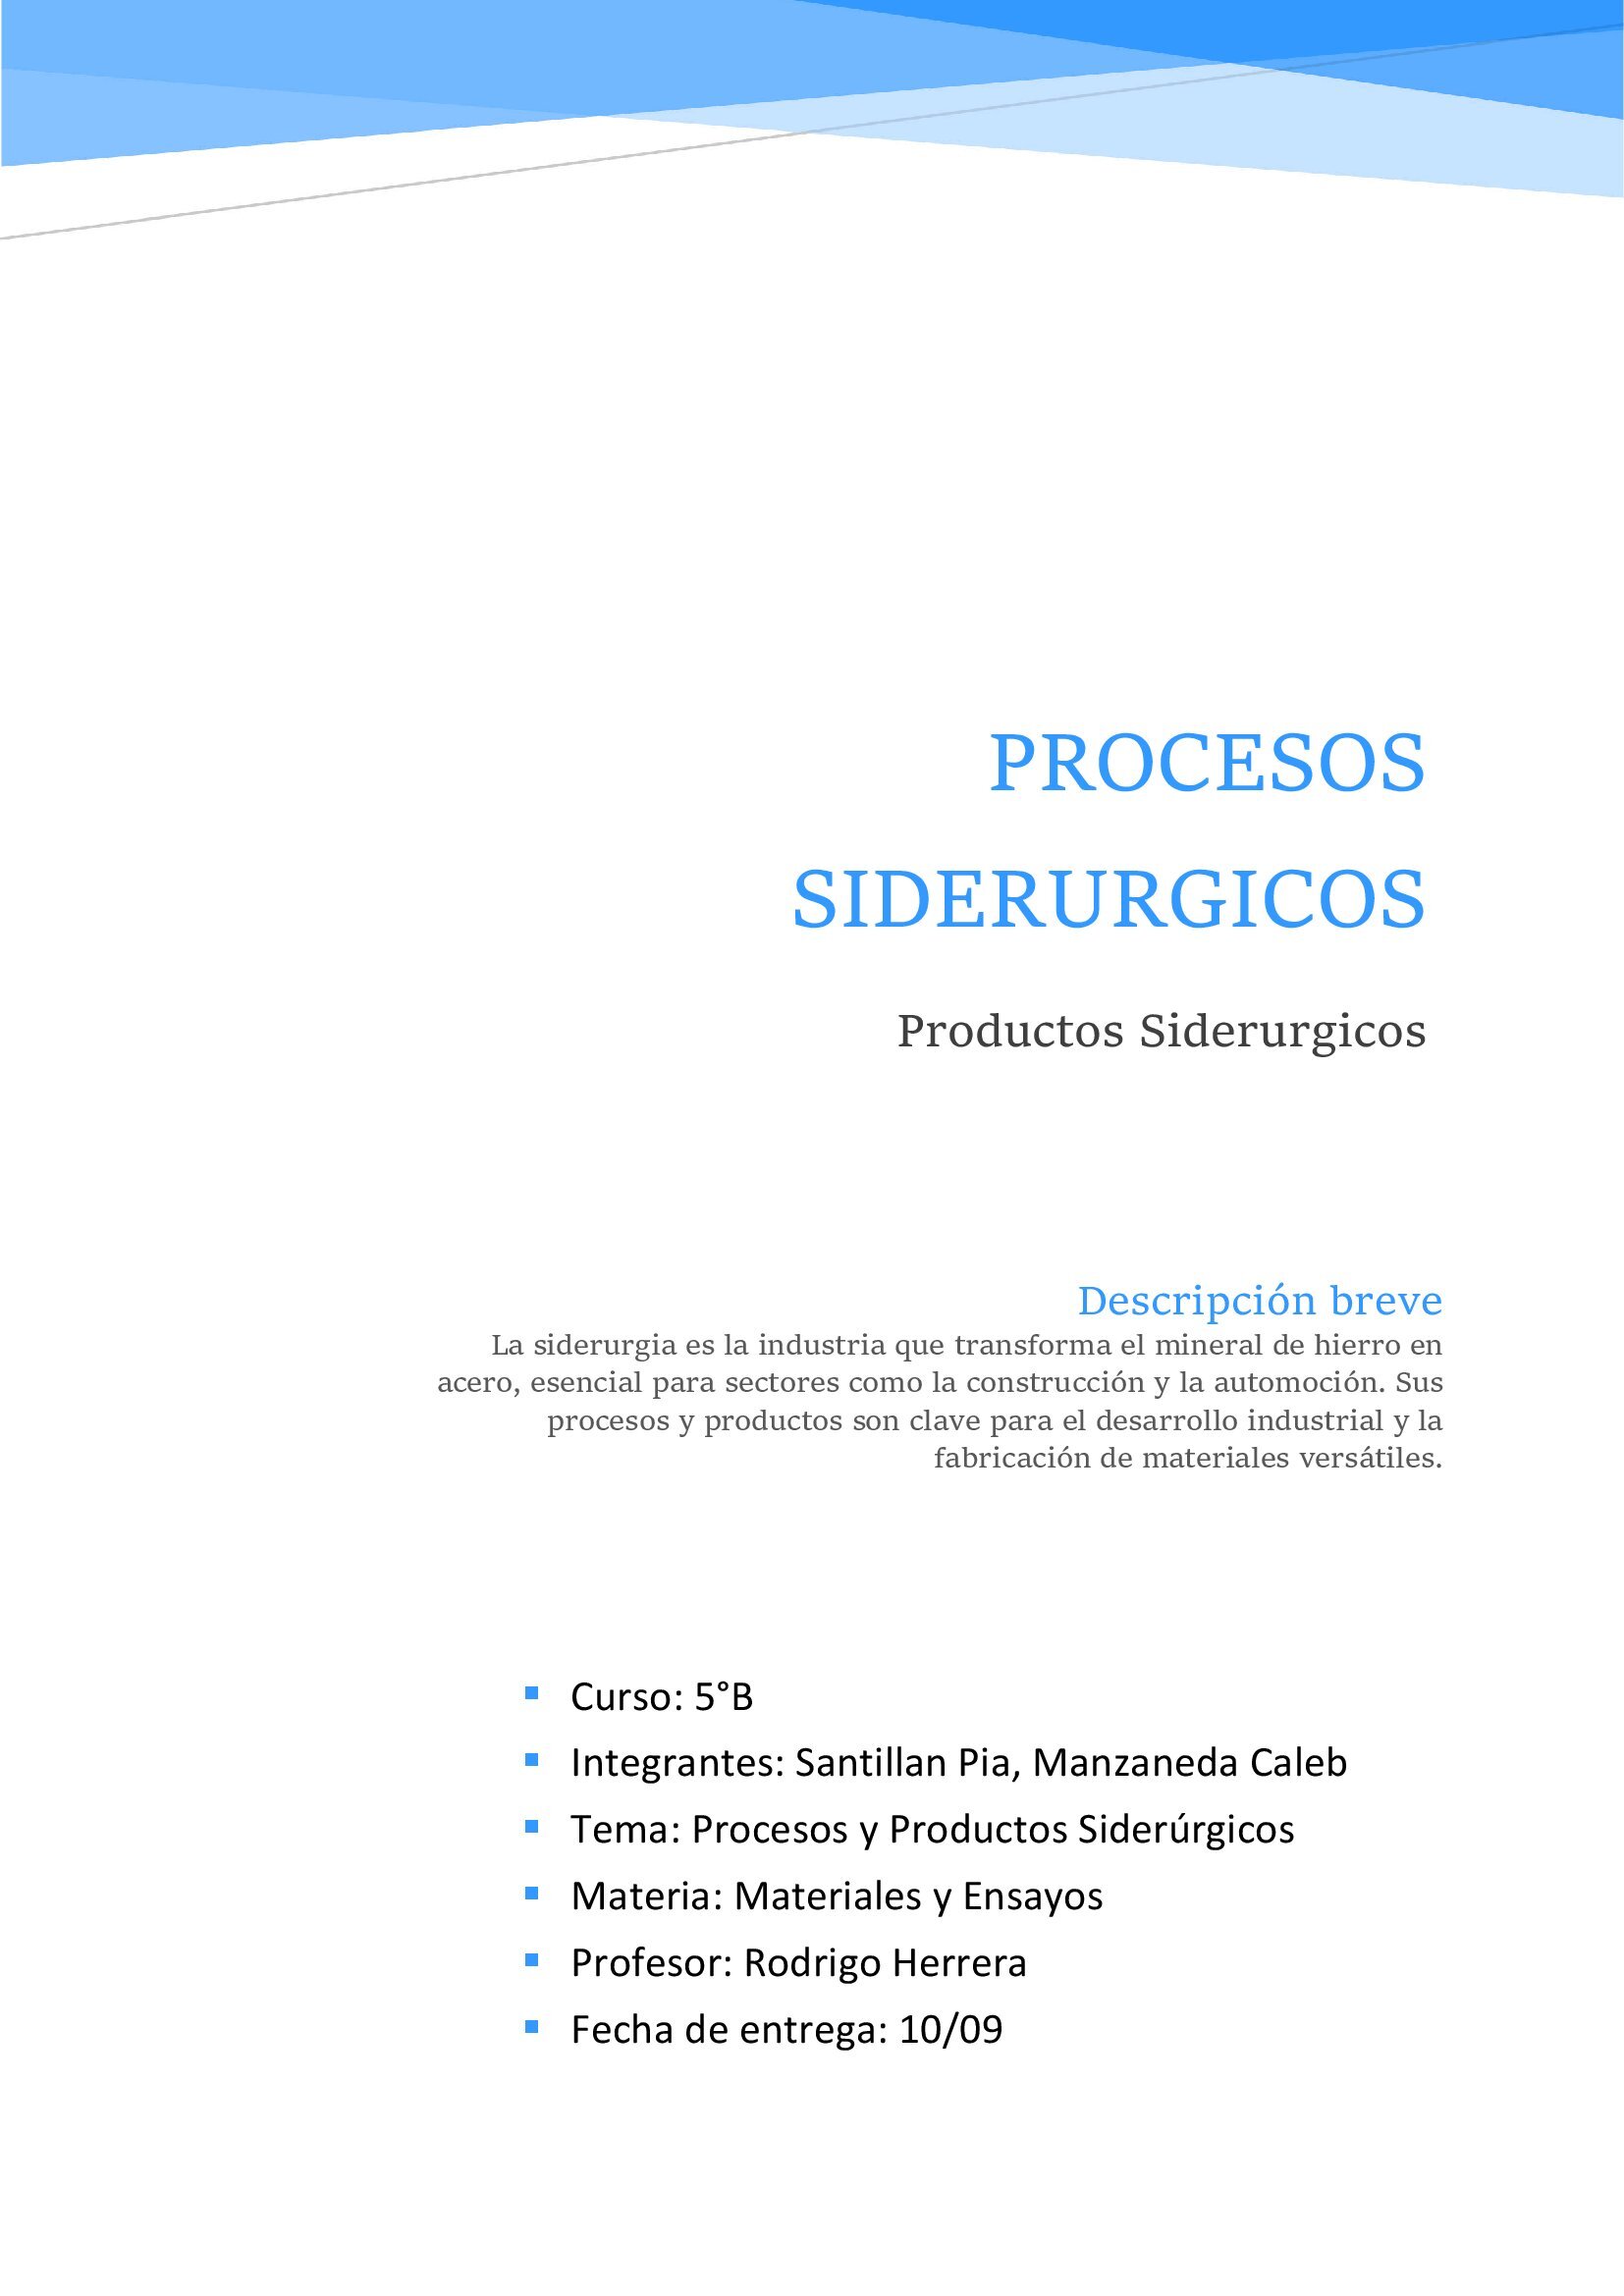 PROCESOS
SIDERURGICOS
Productos Siderurgicos
Descripción breve
La siderurgia es la industria que transforma el mineral de hierro en
acero, esencial para sectores como la construcción y la automoción. Sus
procesos y productos son clave para el desarrollo industrial y la
fabricación de materiales versátiles.
Curso: 5°B
Integrantes: Santillan Pia, Manzaneda Caleb
Tema: Procesos y Productos Siderúrgicos
Materia: Materiales y Ensayos
Profesor: Rodrigo Herrera
Fecha de entrega: 10/09